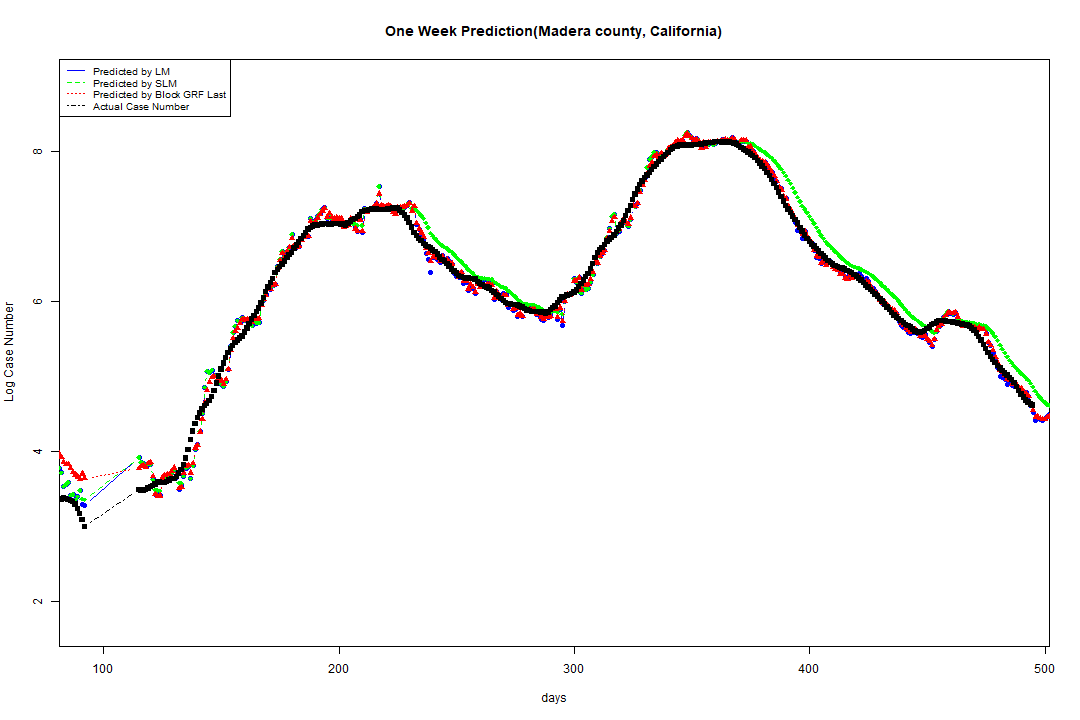 One Week Prediction(Madera county, California)
Predicted by LM
Predicted by SLM
Predicted by Block GRF Last
Actual Case Number
8
6
4
2
Log Case Number
100 200 300 400 500
days